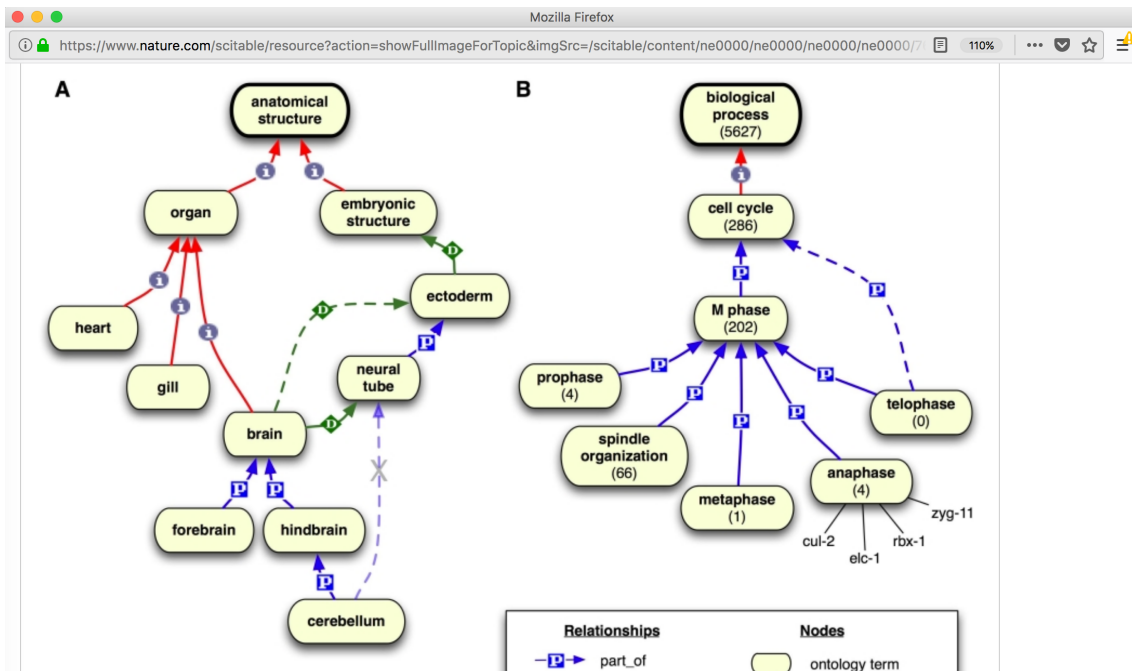 Mozilla Firefox
https://www.nature.com/scitable/resource?action=showFullImageForTopic&imgSrc=/scitable/content/ne0000/ne0000/ne0000/ne0000/7
110%
A
anatomical
structure
i
i
organ
embryonic
structure
D
i
i
i
D
ectoderm
heart
P
gill
neural
tube
brain
D
X
P
P
forebrain
hindbrain
P
cerebellum
B
biological
process
(5627)
i
cell cycle
(286)
P
P
M phase
(202)
P
P
P
P
P
prophase
(4)
telophase
(0)
spindle
organization
(66)
anaphase
(4)
metaphase
(1)
zyg-11
cul-2
rbx-1
elc-1
Relationships
P part_of
Nodes
ontology term